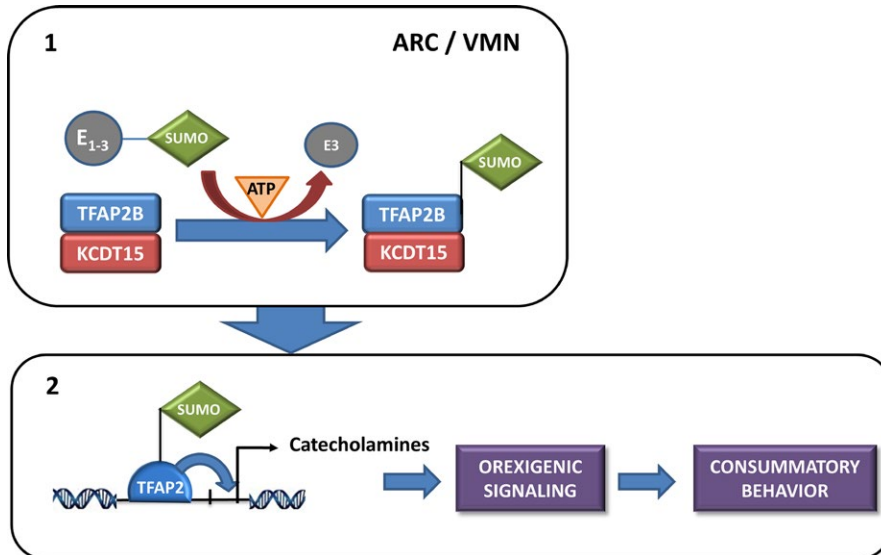 1
ARC / VMN
E1-3
SUMO
E3
ATP
SUMO
TFAP2B
KCDT15
TFAP2B
KCDT15
2
SUMO
Catecholamines
TFAP2
OREXIGENIC
SIGNALING
CONSUMMATORY
BEHAVIOR